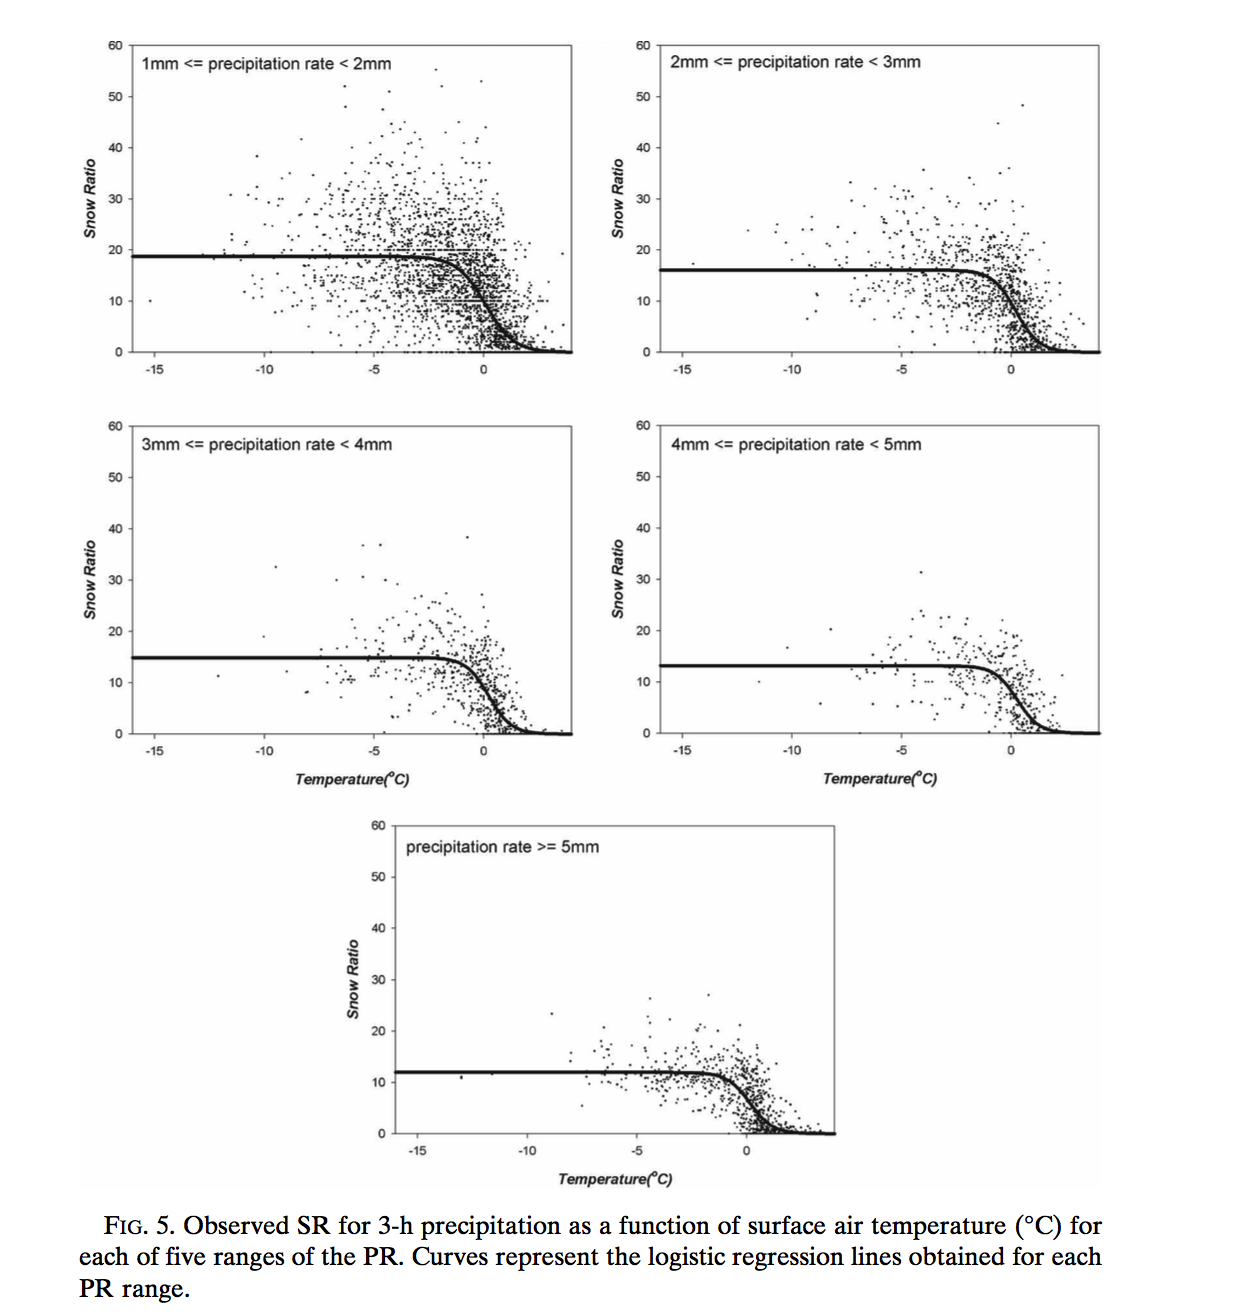 60
1mm <= precipitation rate < 2mm
50
40
30
20
10
0
Snow Ratio
-15 -10 -5 0
60
2mm <= precipitation rate < 3mm
50
40
30
20
10
0
Snow Ratio
-15 -10 -5 0
60
3mm <= precipitation rate < 4mm
50
40
30
20
10
0
Snow Ratio
-15 -10 -5 0
Temperature(°C)
60
4mm <= precipitation rate < 5mm
50
40
30
20
10
0
Snow Ratio
-15 -10 -5 0
Temperature(°C)
60
precipitation rate >= 5mm
50
40
30
20
10
0
Snow Ratio
-15 -10 -5 0
Temperature(°C)
FIG. 5. Observed SR for 3-h precipitation as a function of surface air temperature (°C) for
each of five ranges of the PR. Curves represent the logistic regression lines obtained for each
PR range.